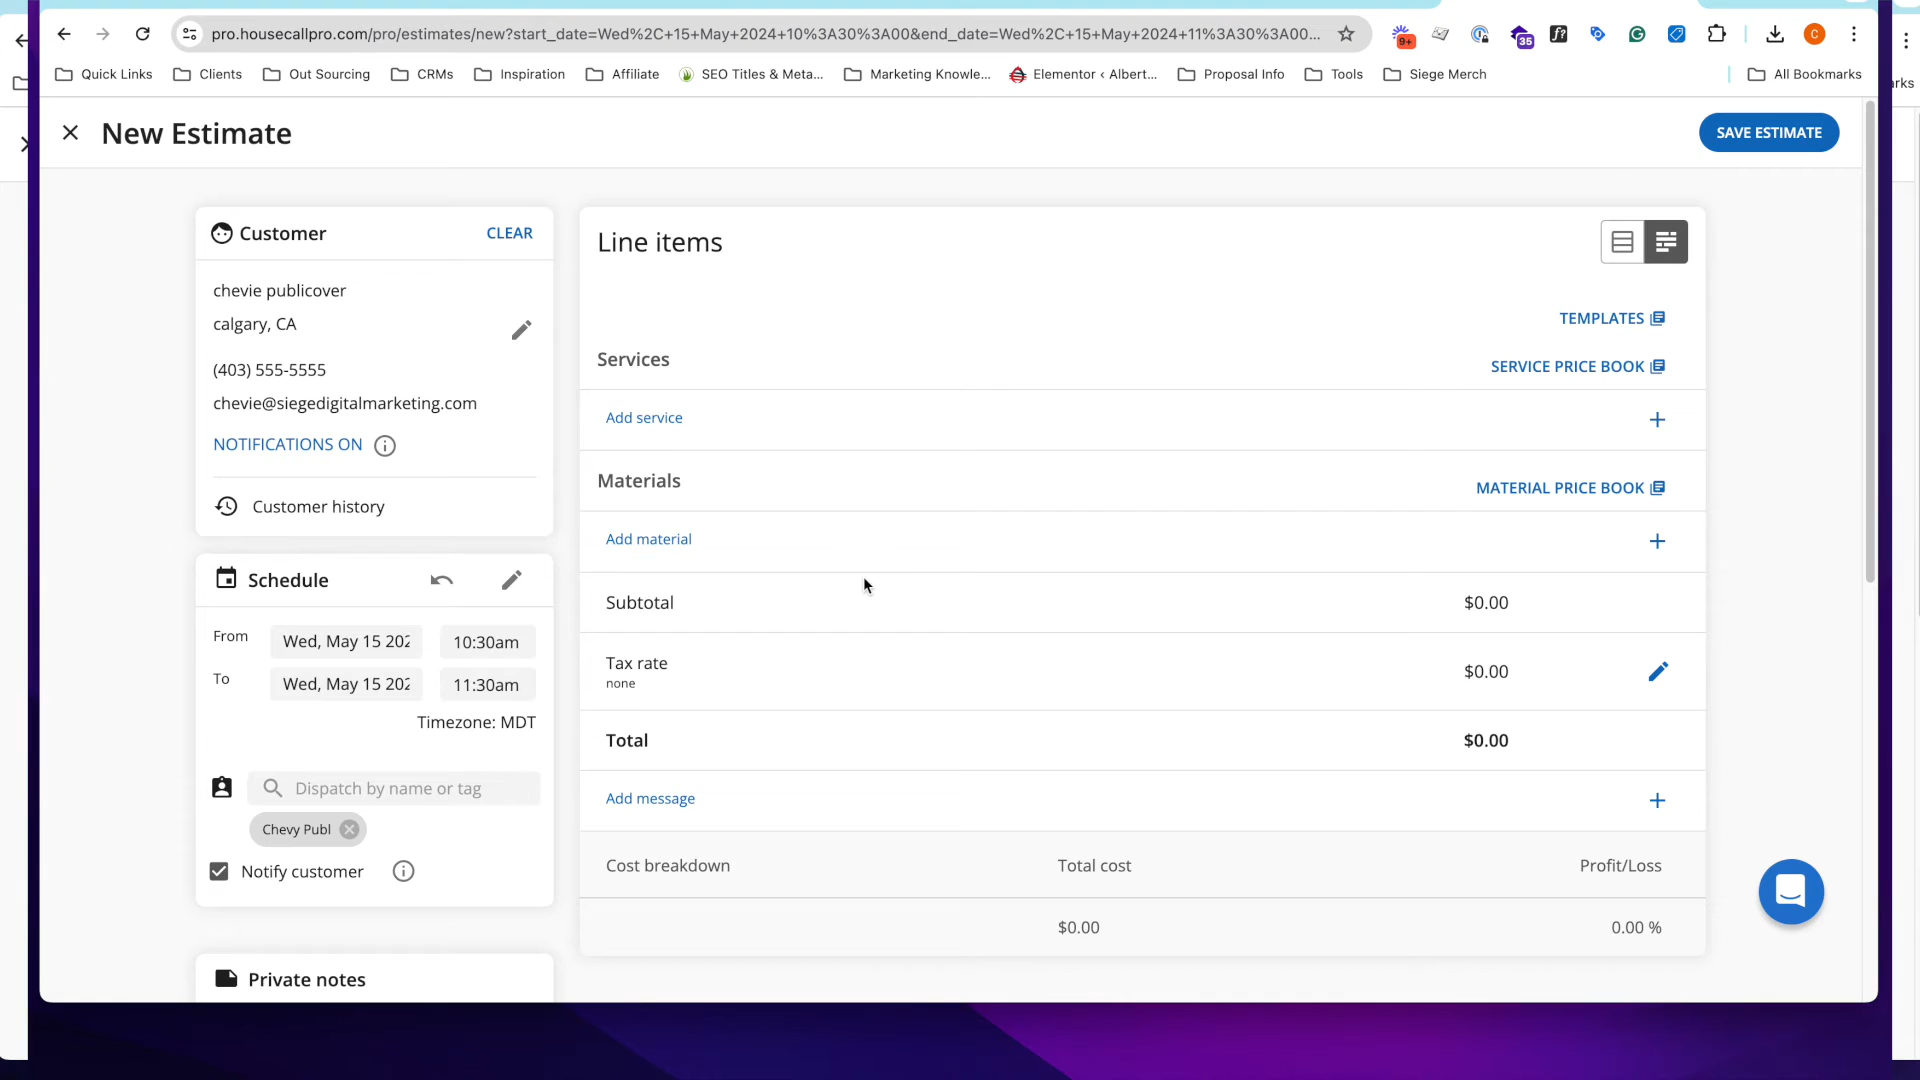 pro.housecallpro.com/pro/estimates/new?start_date=Wed%2C+15+May+2024+10%3A30%3A00&end_date=Wed%2C+15+May+2024+11%3A30%3A00...
9+
35
f?
C
Quick Links
Clients
Out Sourcing
CRMs
Inspiration
Affiliate
SEO Titles & Meta...
Marketing Knowle...
Elementor ‹ Albert...
Proposal Info
Tools
Siege Merch
All Bookmarks
rks
New Estimate
SAVE ESTIMATE
Customer
CLEAR
chevie publicover
calgary, CA
(403) 555-5555
chevie@siegedigitalmarketing.com
NOTIFICATIONS ON
Customer history
Schedule
From
Wed, May 15 202
10:30am
To
Wed, May 15 202
11:30am
Timezone: MDT
Dispatch by name or tag
Chevy Publ
Notify customer
Private notes
Line items
TEMPLATES
Services
SERVICE PRICE BOOK
Add service
Materials
MATERIAL PRICE BOOK
Add material
Subtotal
$0.00
Tax rate
none
$0.00
Total
$0.00
Add message
Cost breakdown
Total cost
Profit/Loss
$0.00
0.00 %